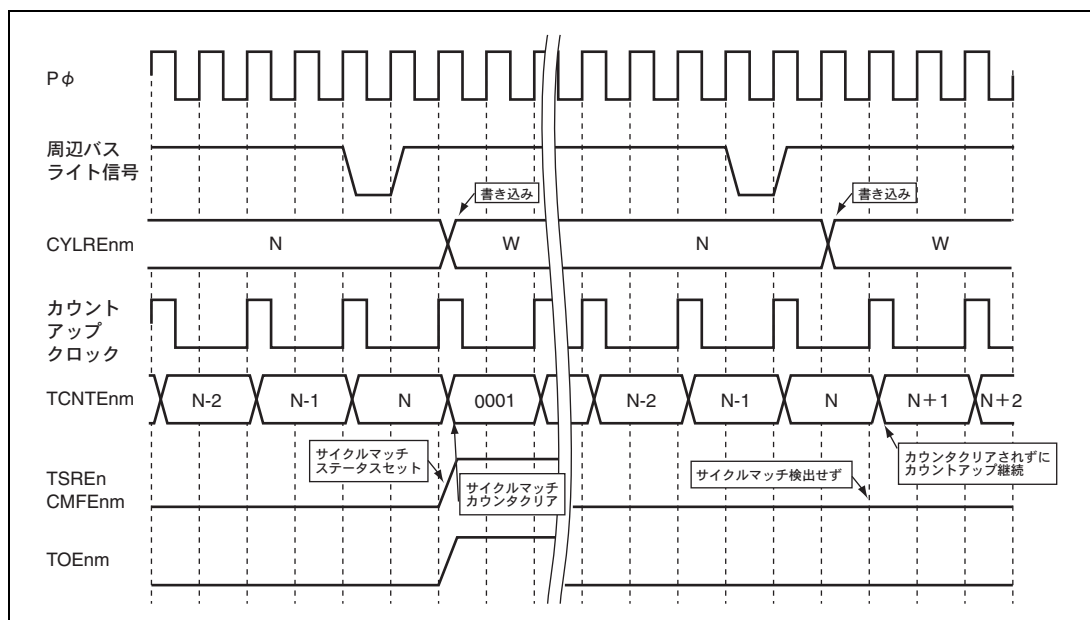 Pφ
周辺バス
ライト信号
書き込み
書き込み
CYLREnm
N
W
N
W
カウント
アップ
クロック
TCNTEnm
N-2
N-1
N
0001
N-2
N-1
N
N+1
N+2
サイクルマッチ
ステータスセット
サイクルマッチ
カウンタクリア
サイクルマッチ検出せず
カウンタクリアされずに
カウントアップ継続
TSREn
CMFEnm
TOEnm